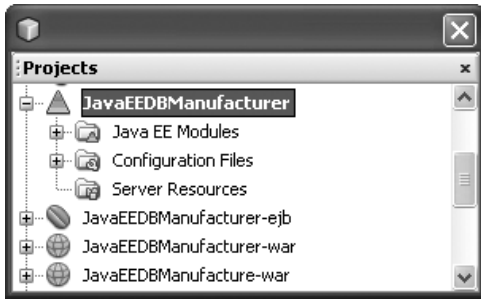 Projects
JavaEEDBManufacturer
Java EE Modules
Configuration Files
Server Resources
JavaEEDBManufacturer-ejb
JavaEEDBManufacturer-war
JavaEEDBManufacture-war